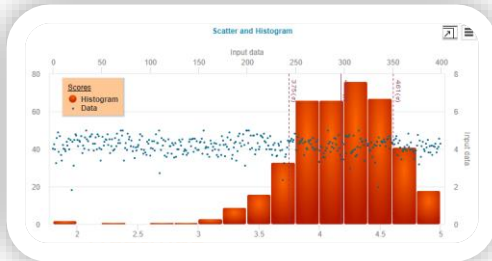 Scatter and Histogram
Input data
0 50 100 150 200 250 300 350 400
80 8
60 6
40 4
20 2
0 0
Scores
Histogram
Data
Input data
2 2.5 3 3.5 4 4.5 5